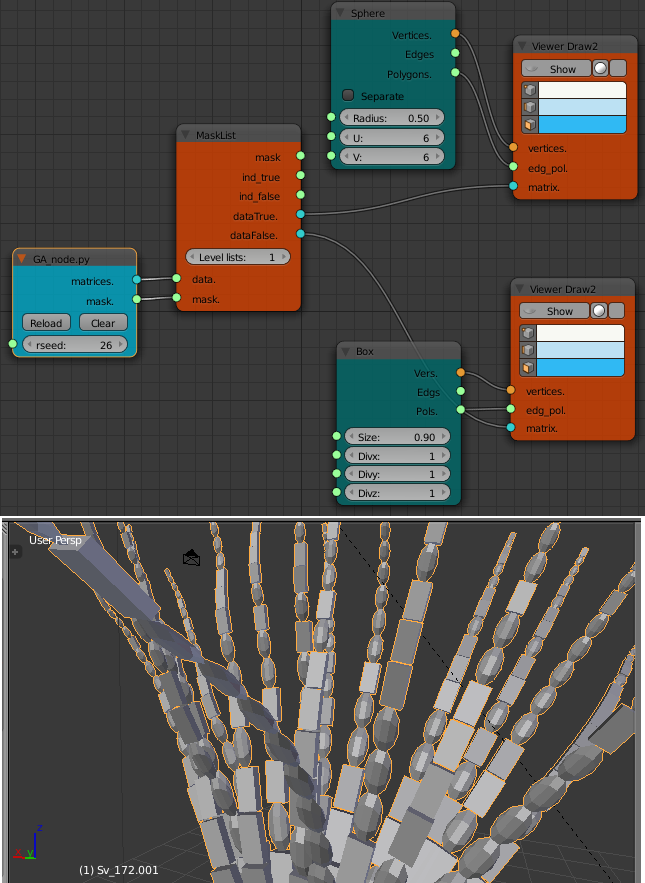 Sphere
Vertices.
Edges
Polygons.
Separate
Radius: 0.50
U: 6
V: 6
Viewer Draw2
Show
vertices.
edg_pol.
matrix.
MaskList
mask
ind_true
ind_false
dataTrue.
dataFalse.
Level lists: 1
data.
mask.
GA_node.py
matrices.
mask.
Reload Clear
rseed: 26
Viewer Draw2
Show
vertices.
edg_pol.
matrix.
Box
Vers.
Edgs
Pols.
Size: 0.90
Divx: 1
Divy: 1
Divz: 1
User Persp
z
y
(1) Sv_172.001